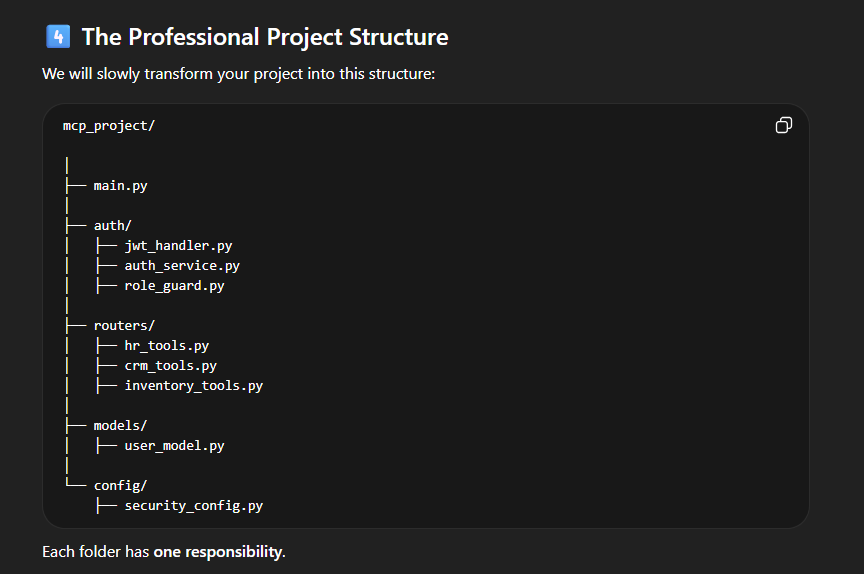 4 The Professional Project Structure
We will slowly transform your project into this structure:
mcp_project/
│
├── main.py
│
├── auth/
│   ├── jwt_handler.py
│   ├── auth_service.py
│   ├── role_guard.py
│
├── routers/
│   ├── hr_tools.py
│   ├── crm_tools.py
│   ├── inventory_tools.py
│
├── models/
│   ├── user_model.py
│
└── config/
    ├── security_config.py
Each folder has one responsibility.